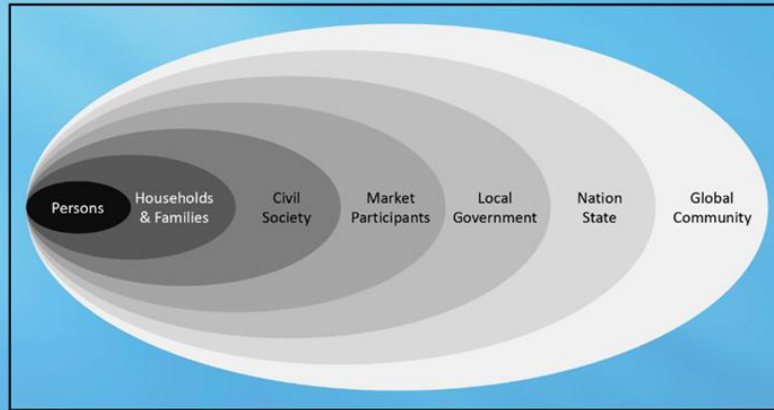 Persons
Households
& Families
Civil
Society
Market
Participants
Local
Government
Nation
State
Global
Community